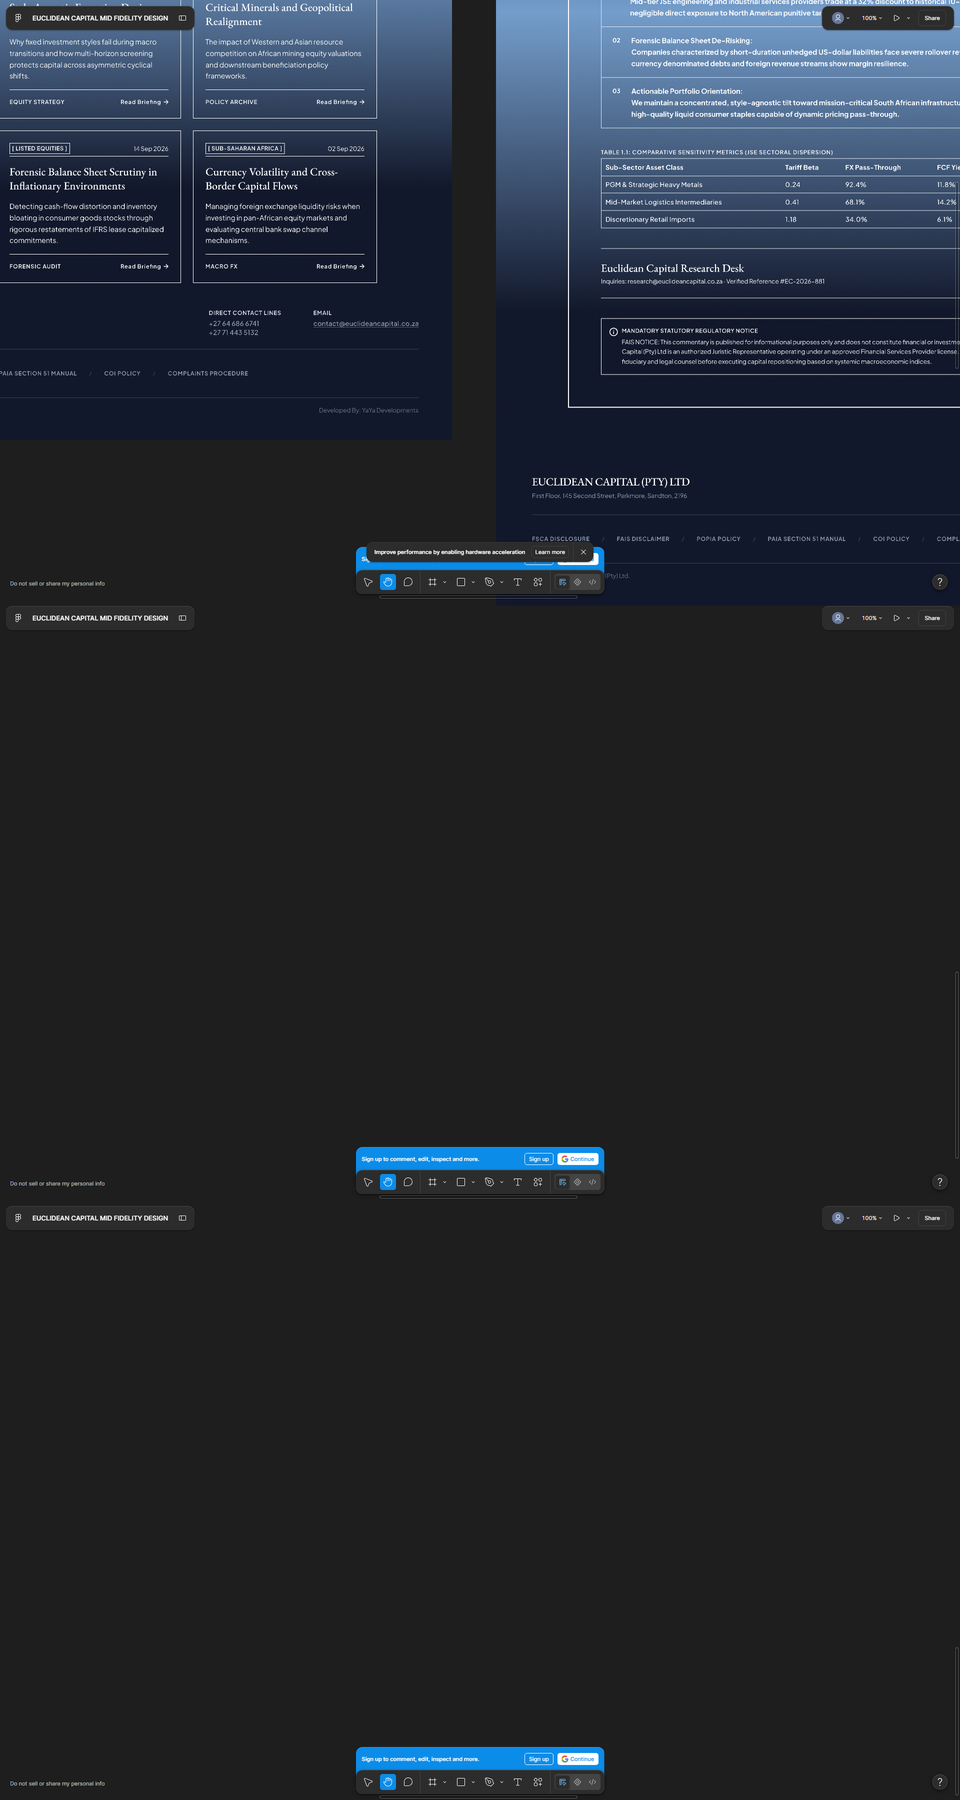 EUCLIDEAN CAPITAL MID FIDELITY DESIGN
Why fixed investment styles fail during macro
transitions and how multi-horizon screening
protects capital across asymmetric cyclical
shifts.
EQUITY STRATEGY
Read Briefing →
Critical Minerals and Geopolitical
Realignment
The impact of Western and Asian resource
competition on African mining equity valuations
and downstream beneficiation policy
frameworks.
POLICY ARCHIVE
Read Briefing →
[ LISTED EQUITIES ]
14 Sep 2026
Forensic Balance Sheet Scrutiny in
Inflationary Environments
Detecting cash-flow distortion and inventory
bloating in consumer goods stocks through
rigorous restatements of IFRS lease capitalized
commitments.
FORENSIC AUDIT
Read Briefing →
[ SUB-SAHARAN AFRICA ]
02 Sep 2026
Currency Volatility and Cross-
Border Capital Flows
Managing foreign exchange liquidity risks when
investing in pan-African equity markets and
evaluating central bank swap channel
mechanisms.
MACRO FX
Read Briefing →
DIRECT CONTACT LINES
+27 64 686 6741
+27 71 443 5132
EMAIL
contact@euclideancapital.co.za
PAIA SECTION 51 MANUAL / COI POLICY / COMPLAINTS PROCEDURE
Developed By: YaYa Developments
100%
Share
Mid-tier JSE engineering and industrial services providers trade at a 32% discount to historical 10-
negligible direct exposure to North American punitive
02
Forensic Balance Sheet De-Risking:
Companies characterized by short-duration unhedged US-dollar liabilities face severe rollover
currency denominated debts and foreign revenue streams show margin resilience.
03
Actionable Portfolio Orientation:
We maintain a concentrated, style-agnostic tilt toward mission-critical South African
high-quality liquid consumer staples capable of dynamic pricing pass-through.
TABLE 1.1: COMPARATIVE SENSITIVITY METRICS (JSE SECTORAL DISPERSION)
Sub-Sector Asset Class Tariff Beta FX Pass-Through FCF
PGM & Strategic Heavy Metals 0.24 92.4% 11.8%
Mid-Market Logistics Intermediaries 0.41 68.1% 14.2%
Discretionary Retail Imports 1.18 34.0% 6.1%
Euclidean Capital Research Desk
Inquiries: research@euclideancapital.co.za · Verified Reference #EC-2026-881
MANDATORY STATUTORY REGULATORY NOTICE
FAIS NOTICE: This commentary is published for informational purposes only and does not constitute financial or
Capital (Pty) Ltd is an authorized Juristic Representative operating under an approved Financial Services Provider license.
fiduciary and legal counsel before executing capital repositioning based on systemic macroeconomic indices.
EUCLIDEAN CAPITAL (PTY) LTD
First Floor, 145 Second Street, Parkmore, Sandton, 2196
FSCA DISCLOSURE / FAIS DISCLAIMER / POPIA POLICY / PAIA SECTION 51 MANUAL / COI POLICY / COMPL
(Pty) Ltd.
Improve performance by enabling hardware acceleration
Learn more
Do not sell or share my personal info
?
EUCLIDEAN CAPITAL MID FIDELITY DESIGN
100%
Share
Sign up to comment, edit, inspect and more.
Sign up
Continue
Do not sell or share my personal info
?
EUCLIDEAN CAPITAL MID FIDELITY DESIGN
100%
Share
Sign up to comment, edit, inspect and more.
Sign up
Continue
Do not sell or share my personal info
?